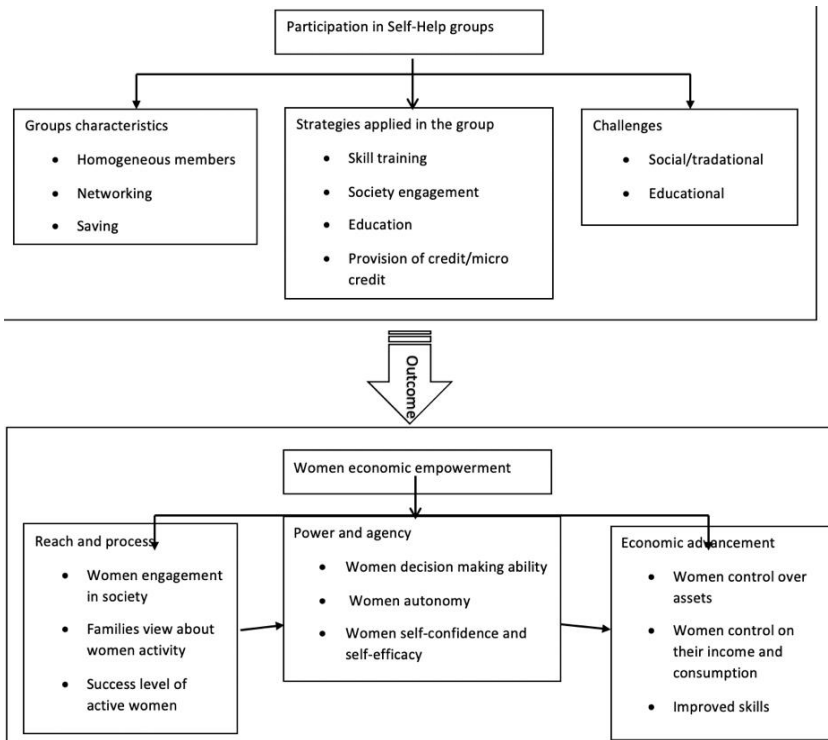 Participation in Self-Help groups
Groups characteristics
Homogeneous members
Networking
Saving
Strategies applied in the group
Skill training
Society engagement
Education
Provision of credit/micro
credit
Challenges
Social/tradational
Educational
Outcome
Women economic empowerment
Reach and process
Women engagement
in society
Families view about
women activity
Success level of
active women
Power and agency
Women decision making ability
Women autonomy
Women self-confidence and
self-efficacy
Economic advancement
Women control over
assets
Women control on
their income and
consumption
Improved skills